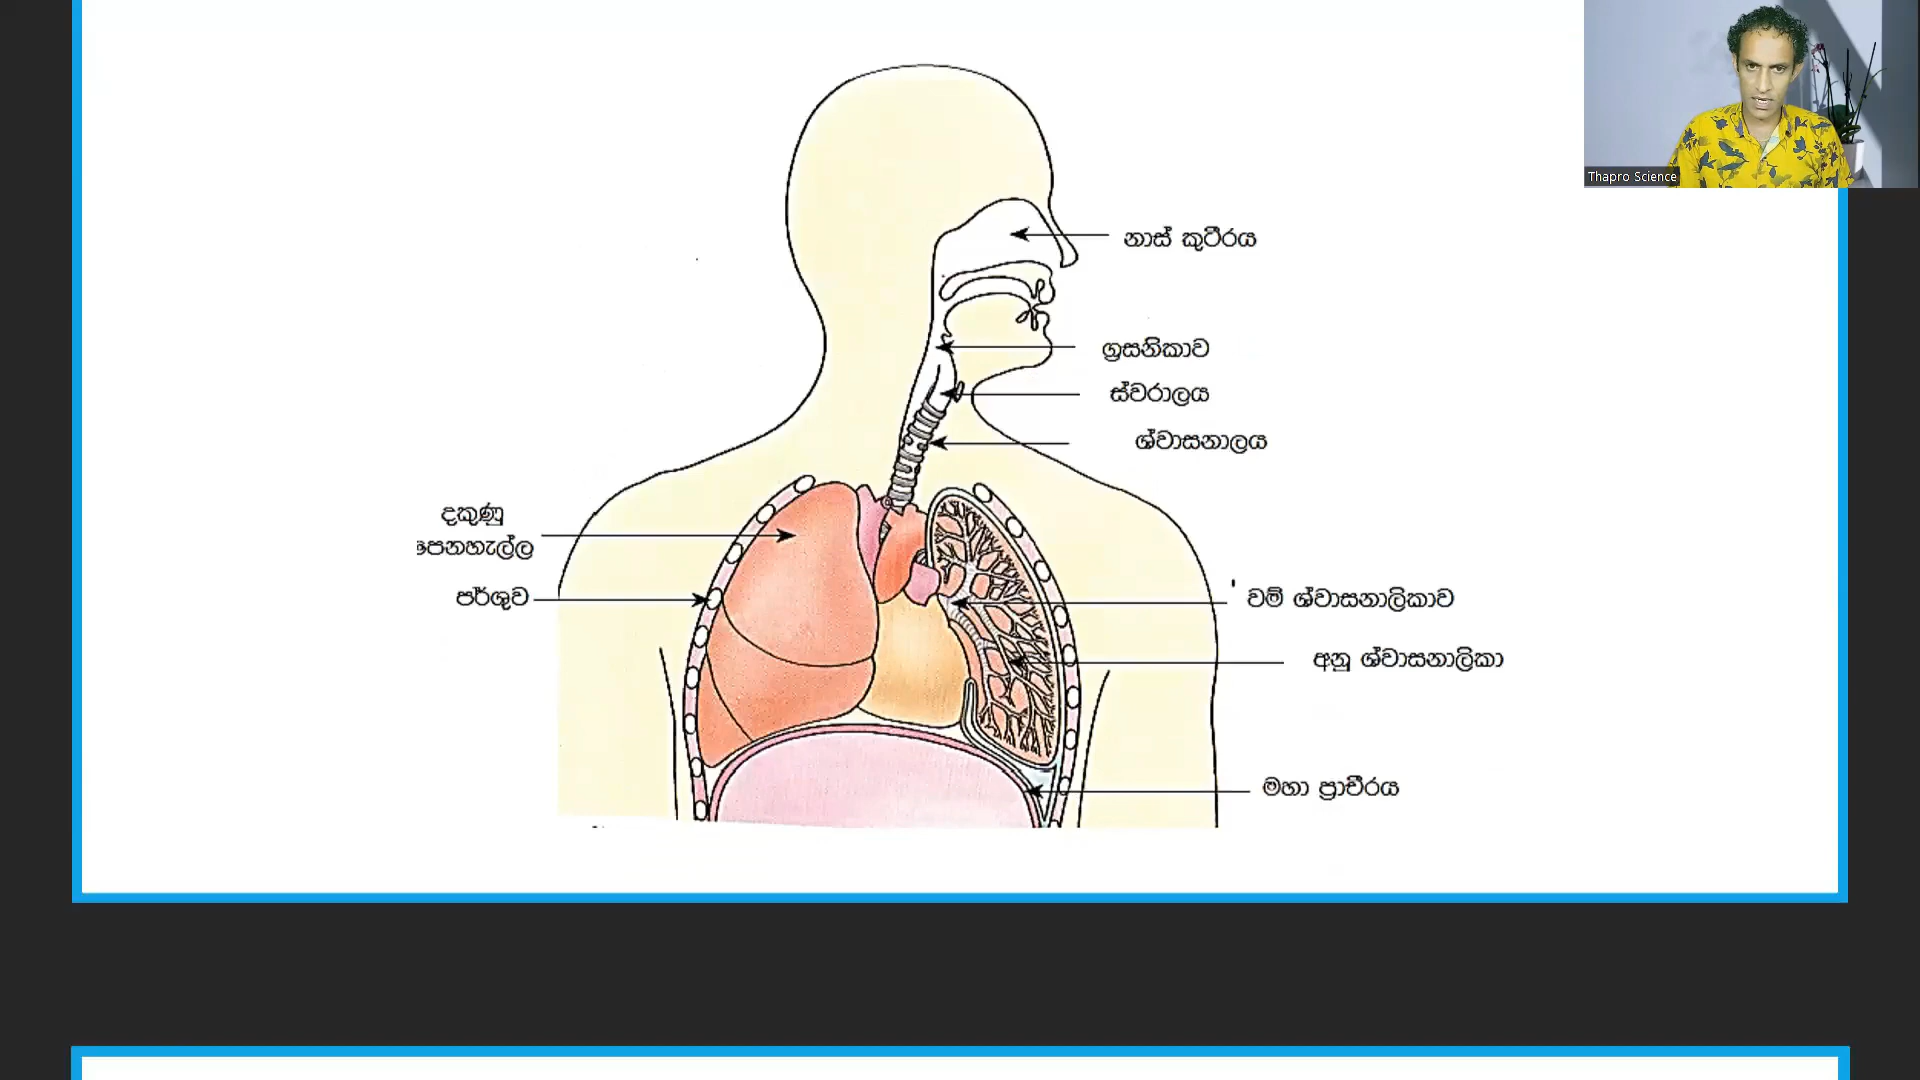 Thapro Science
නාස් කුටීරය
ග්‍රසනිකාව
ස්වරාලය
ශ්වාසනාලය
දකුණු
පෙනහැල්ල
පර්ශුව
වම් ශ්වාසනාලිකාව
අනු ශ්වාසනාලිකා
මහා ප්‍රාචීරය